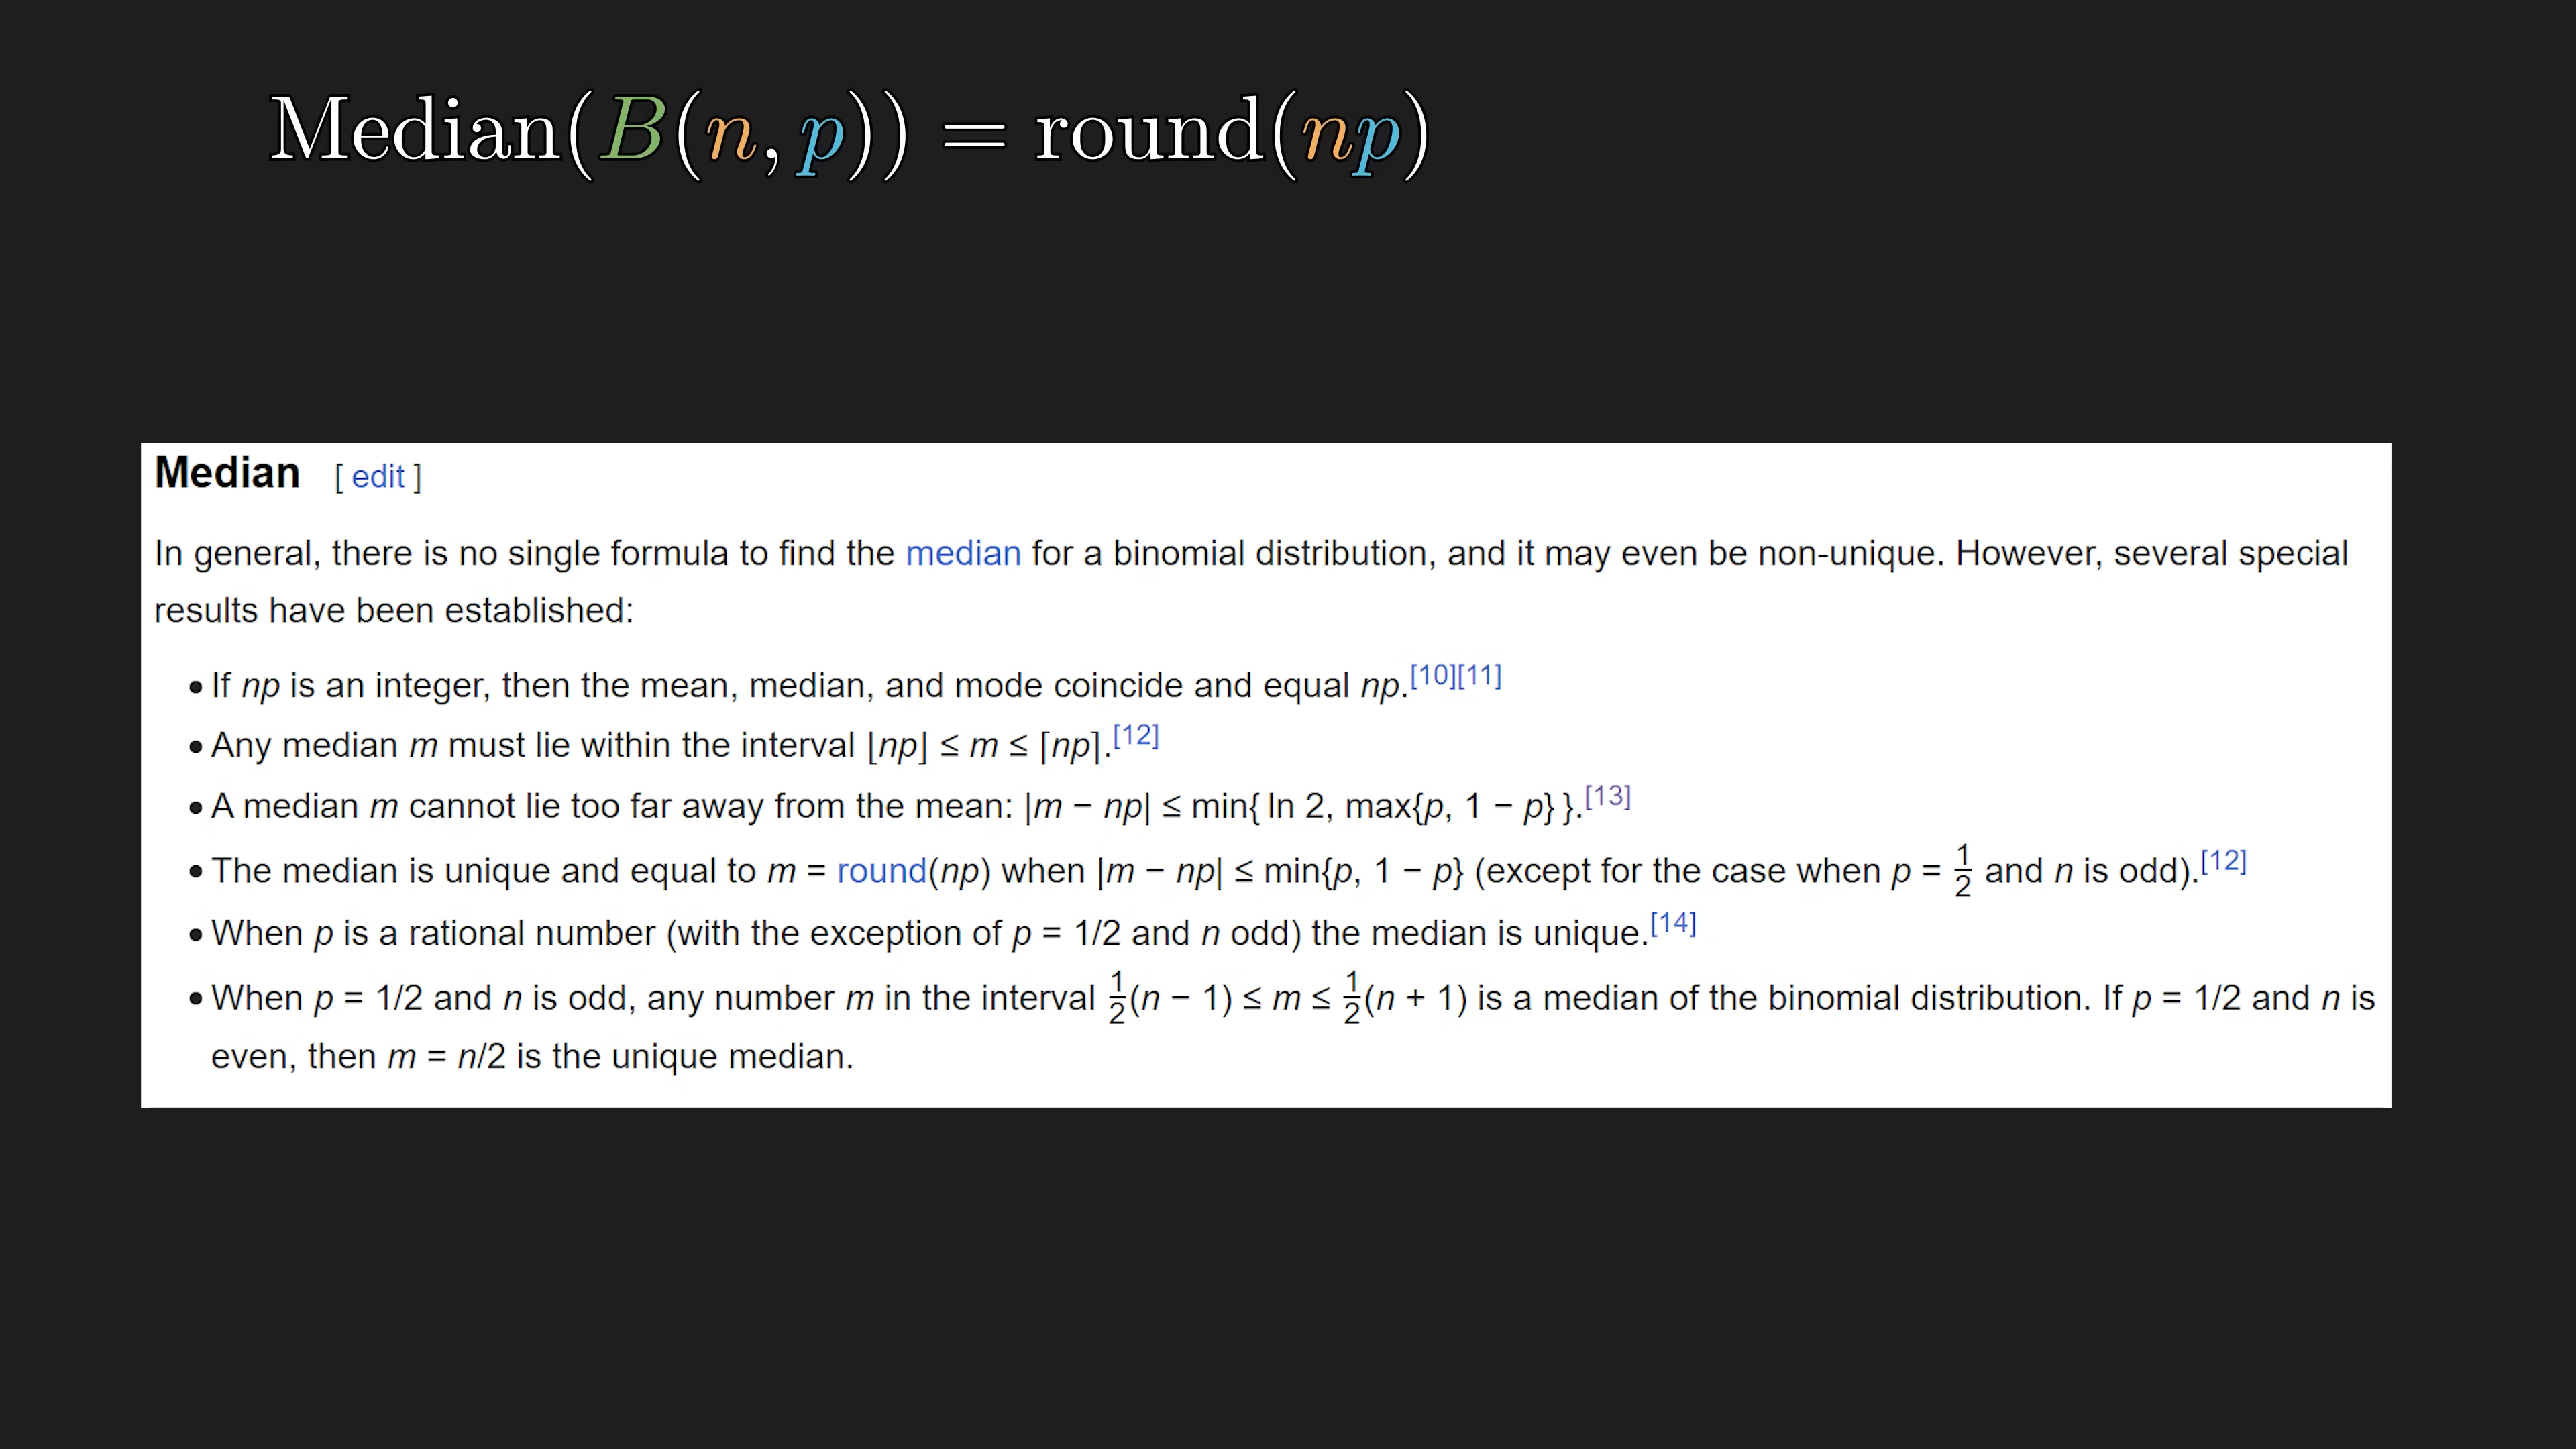 Median(B(n, p)) = round(np)
Median [ edit ]
In general, there is no single formula to find the median for a binomial distribution, and it may even be non-unique. However, several special
results have been established:
• If np is an integer, then the mean, median, and mode coincide and equal np.[10][11]
• Any median m must lie within the interval ⌊np⌋ ≤ m ≤ ⌈np⌉.[12]
• A median m cannot lie too far away from the mean: |m − np| ≤ min{ ln 2, max{p, 1 − p} }.[13]
• The median is unique and equal to m = round(np) when |m − np| ≤ min{p, 1 − p} (except for the case when p = 1/2 and n is odd).[12]
• When p is a rational number (with the exception of p = 1/2 and n odd) the median is unique.[14]
• When p = 1/2 and n is odd, any number m in the interval 1/2(n − 1) ≤ m ≤ 1/2(n + 1) is a median of the binomial distribution. If p = 1/2 and n is
even, then m = n/2 is the unique median.